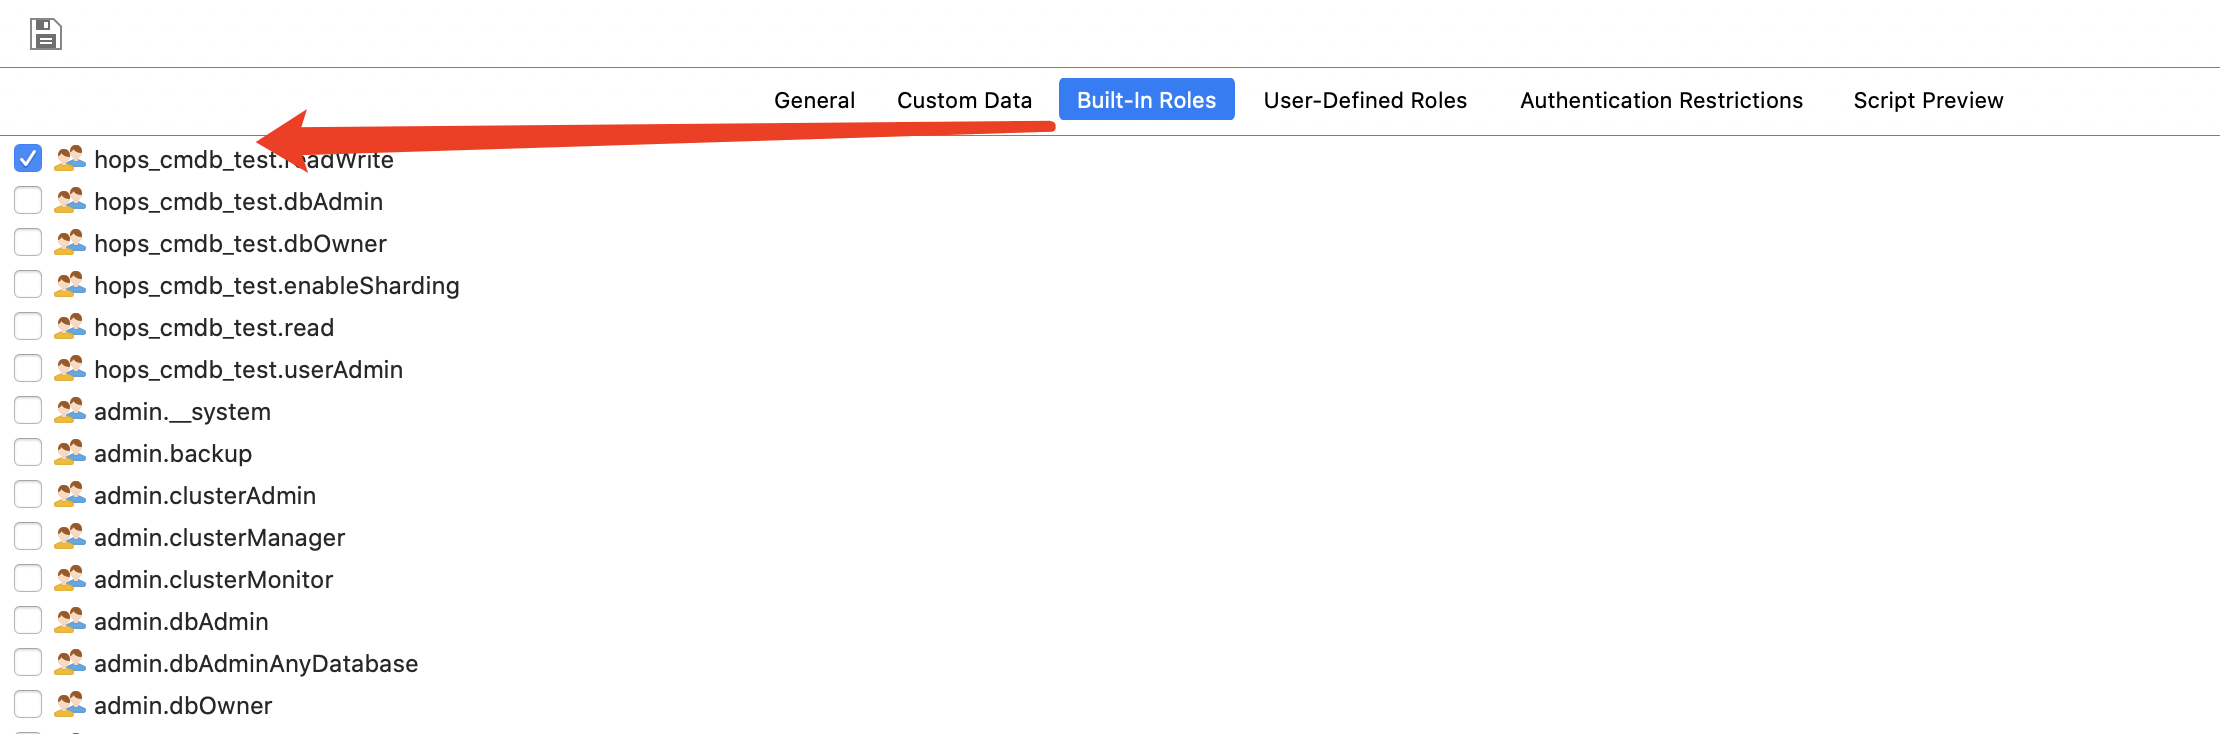 General Custom Data Built-In Roles User-Defined Roles Authentication Restrictions Script Preview
hops_cmdb_test.readWrite
hops_cmdb_test.dbAdmin
hops_cmdb_test.dbOwner
hops_cmdb_test.enableSharding
hops_cmdb_test.read
hops_cmdb_test.userAdmin
admin.__system
admin.backup
admin.clusterAdmin
admin.clusterManager
admin.clusterMonitor
admin.dbAdmin
admin.dbAdminAnyDatabase
admin.dbOwner